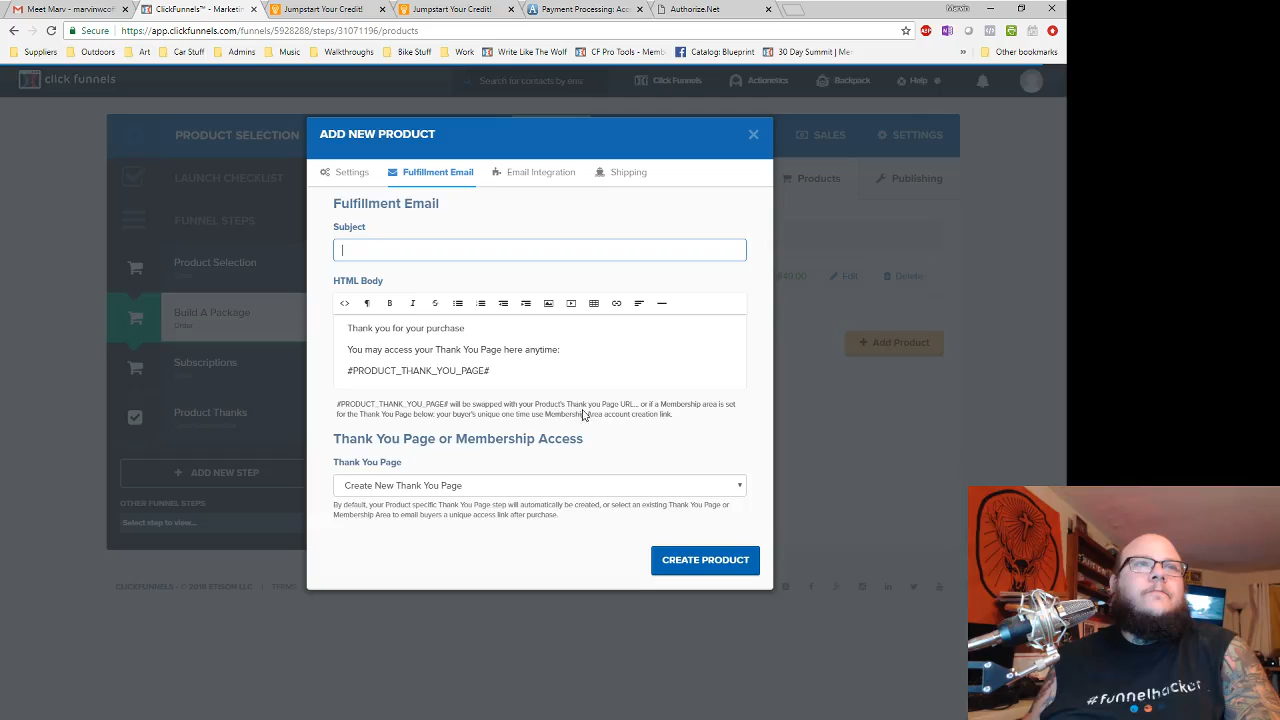 Meet Marv - marvinwcoff
ClickFunnels™ - Marketin
Jumpstart Your Credit!
Jumpstart Your Credit!
Payment Processing: Acc
Authorize.Net
Marvin
https://app.clickfunnels.com/funnels/5928288/steps/31071196/products
Suppliers
Outdoors
Art
Car Stuff
Admins
Music
Walkthroughs
Bike Stuff
Work
Write Like The Wolf
CF Pro Tools - Memb
Catalog: Blueprint
30 Day Summit | Me
Other bookmarks
click funnels
Search for contacts by ema
Click Funnels
Actionetics
Backpack
Help
PRODUCT SELECTION
SALES
SETTINGS
LAUNCH CHECKLIST
Products
Publishing
FUNNEL STEPS
Product Selection
Build A Package
Order
Subscriptions
Product Thanks
+ ADD NEW STEP
OTHER FUNNEL STEPS
Select step to view...
$49.00
Edit
Delete
+ Add Product
ADD NEW PRODUCT
Settings
Fulfillment Email
Email Integration
Shipping
Fulfillment Email
Subject
HTML Body
Thank you for your purchase
You may access your Thank You Page here anytime:
#PRODUCT_THANK_YOU_PAGE#
#PRODUCT_THANK_YOU_PAGE# will be swapped with your Product's Thank you Page URL... or if a Membership area is set
for the Thank You Page below: your buyer's unique one time use Membership Area account creation link.
Thank You Page or Membership Access
Thank You Page
Create New Thank You Page
By default, your Product specific Thank You Page step will automatically be created, or select an existing Thank You Page or
Membership Area to email buyers a unique access link after purchase.
CREATE PRODUCT
CLICKFUNNELS - © 2018 ETISON LLC
#funnelhacker